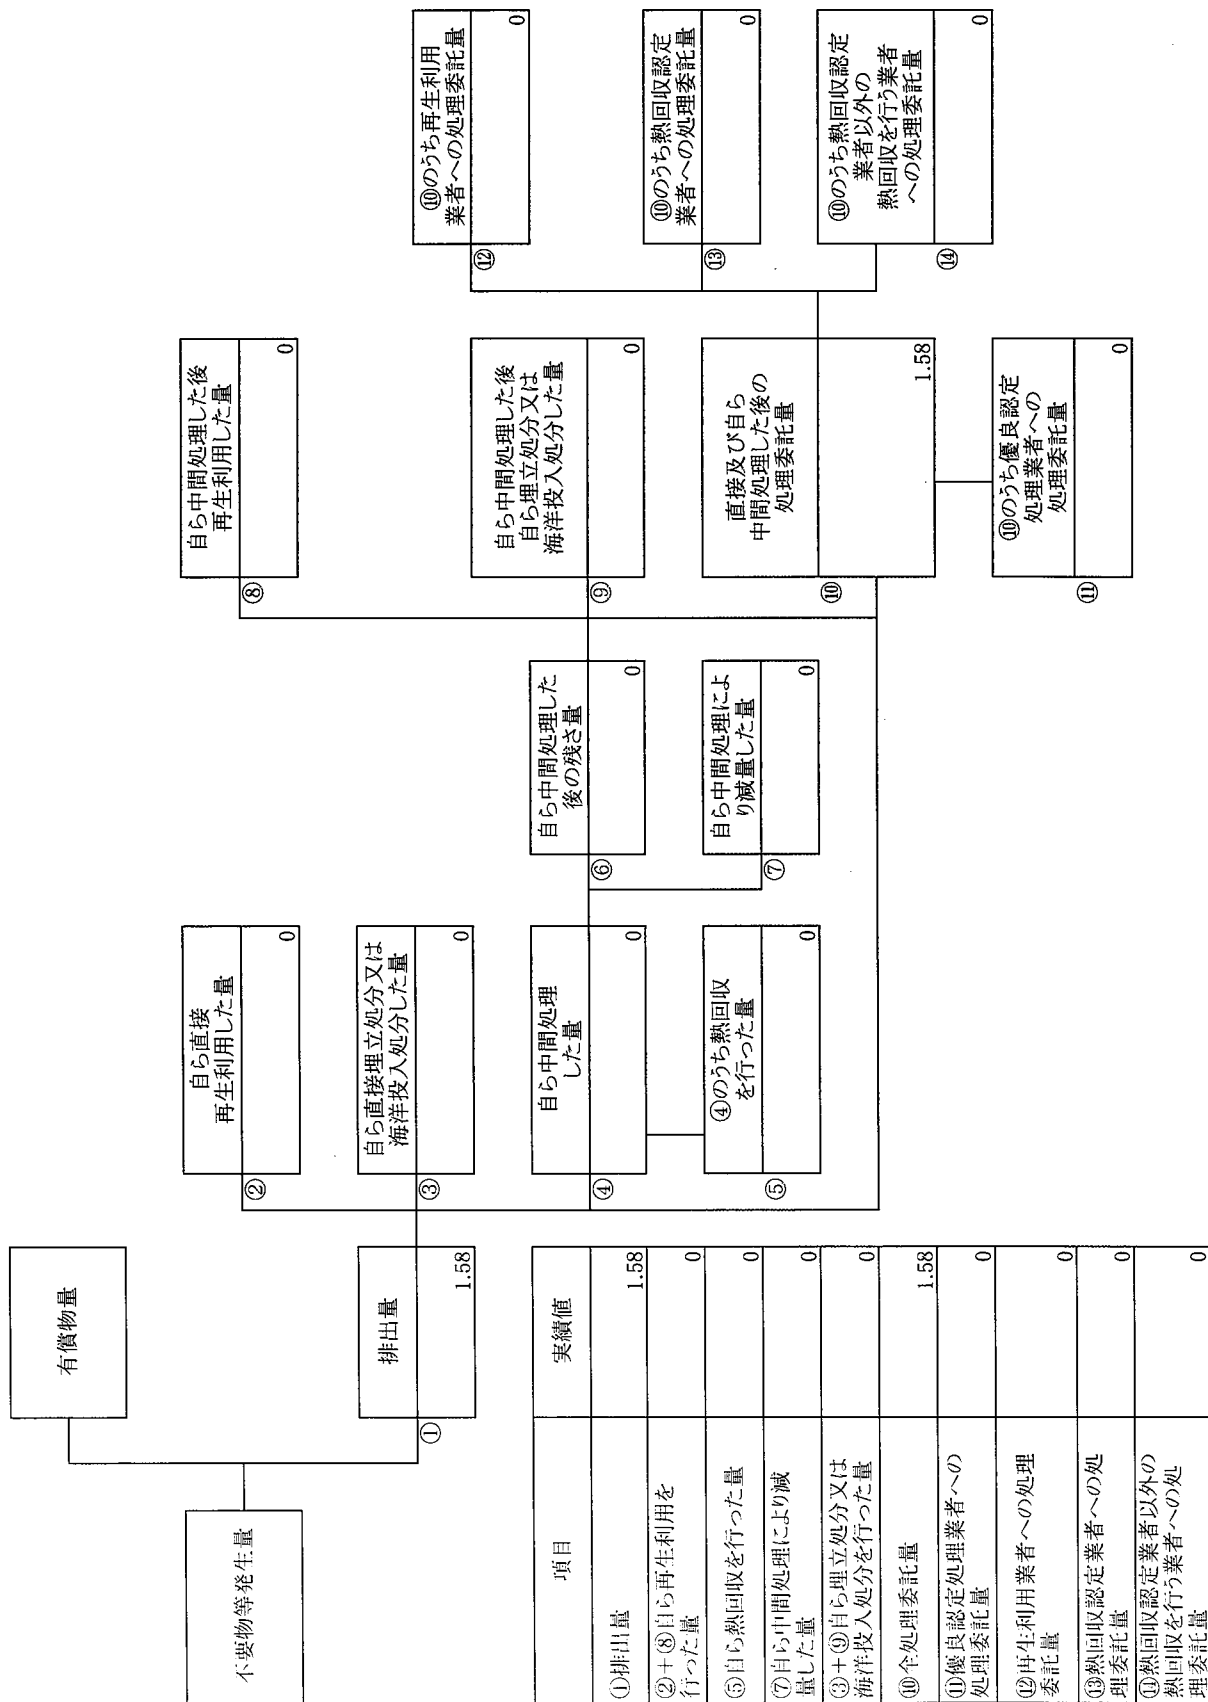 不要物等発生量
有償物量
排出量
①
1.58
自ら直接
再生利用した量
②
0
自ら直接埋立処分又は
海洋投入処分した量
③
0
自ら中間処理
した量
④
0
④のうち熱回収
を行った量
⑤
0
自ら中間処理した
後の残さ量
⑥
0
自ら中間処理によ
り減量した量
⑦
0
自ら中間処理した後
再生利用した量
⑧
0
自ら中間処理した後
自ら埋立処分又は
海洋投入処分した量
⑨
0
直接及び自ら
中間処理した後の
処理委託量
⑩
1.58
⑩のうち優良認定
処理業者への
処理委託量
⑪
0
⑩のうち再生利用
業者への処理委託量
⑫
0
⑩のうち熱回収認定
業者への処理委託量
⑬
0
⑩のうち熱回収認定
業者以外の
熱回収を行う業者
への処理委託量
⑭
0
項目 実績値
①排出量 1.58
②+⑧自ら再生利用を
行った量 0
⑤自ら熱回収を行った量 0
⑦自ら中間処理により減
量した量 0
③+⑨自ら埋立処分又は
海洋投入処分を行った量 0
⑩全処理委託量 1.58
⑪優良認定処理業者への
処理委託量 0
⑫再生利用業者への処理
委託量 0
⑬熱回収認定業者への処
理委託量 0
⑭熱回収認定業者以外の
熱回収を行う業者への処
理委託量 0